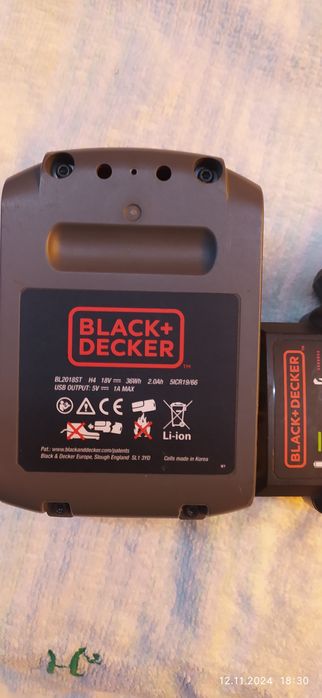 BLACK+
DECKER™
BL2018ST H4 18V⎓ 36Wh 2.0Ah 5ICR19/66
USB OUTPUT: 5V⎓ 1A MAX
Li-ion
Pat.: www.blackanddecker.com/patents
Black & Decker Europe, Slough England SL1 3YD
Cells made in Korea
BLACK+
DECKER
12.11.2024 18:30